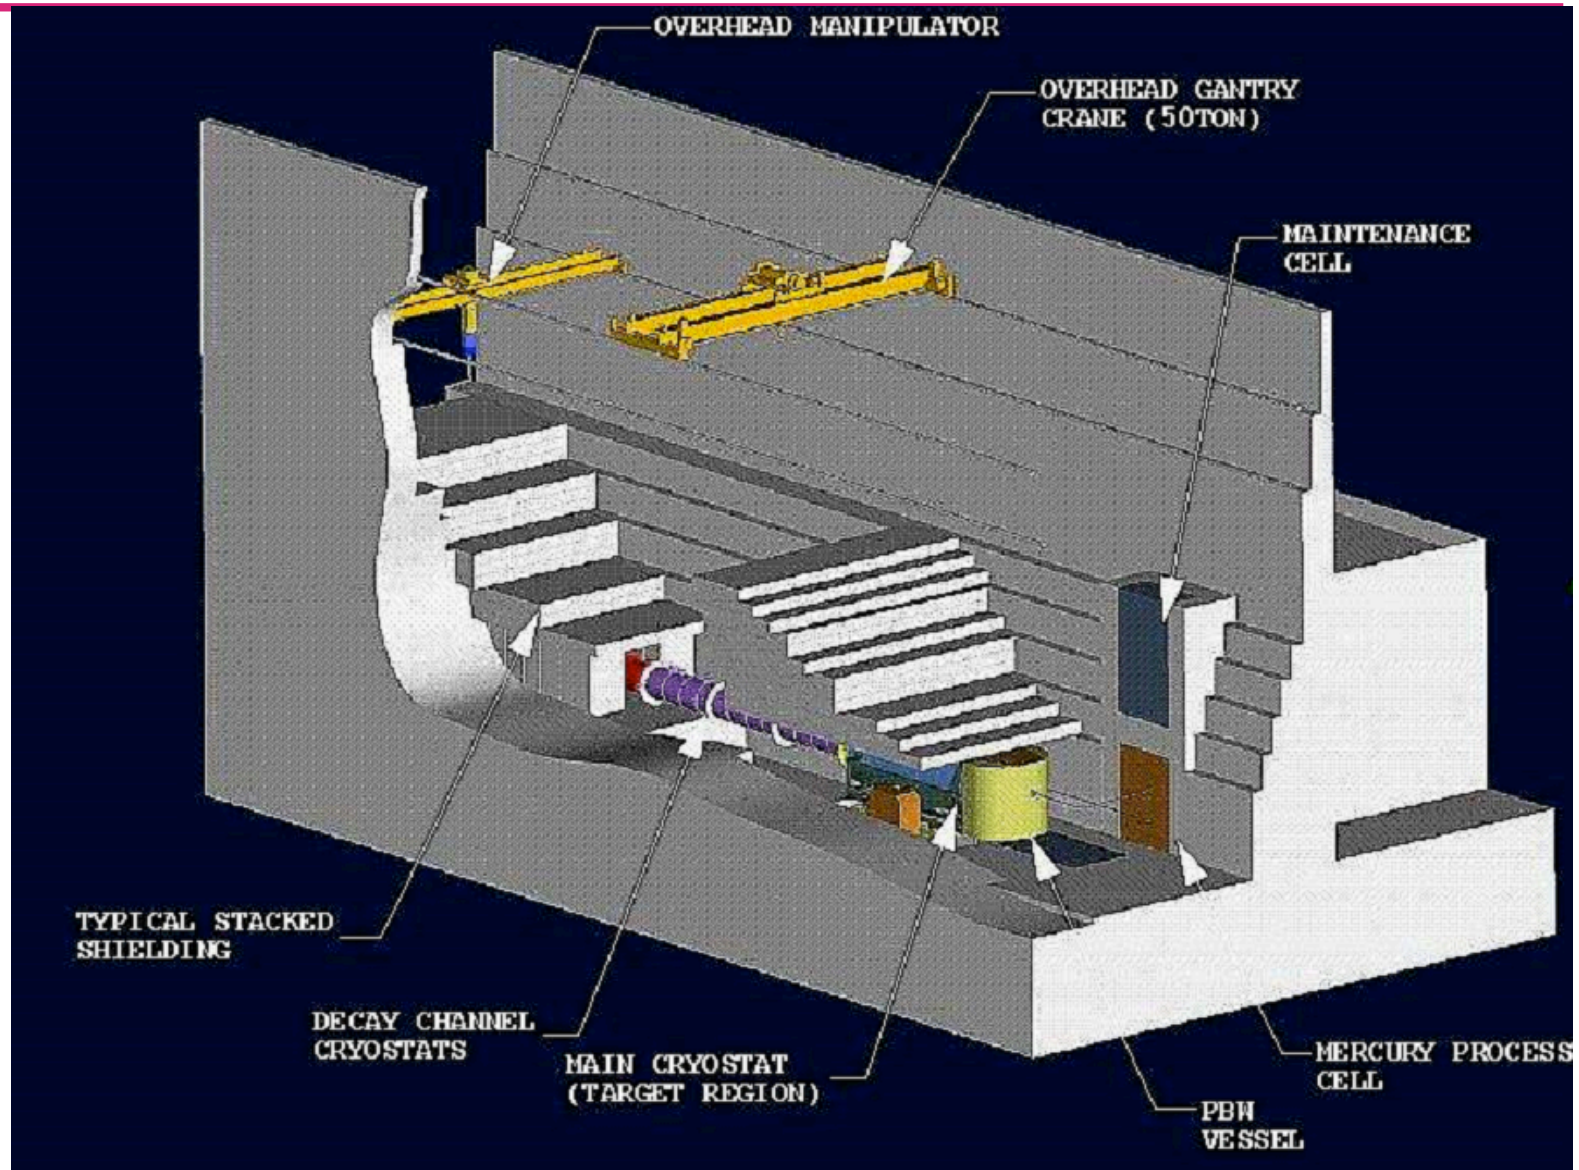 OVERHEAD MANIPULATOR
OVERHEAD GANTRY
CRANE (50TON)
MAINTENANCE
CELL
TYPICAL STACKED
SHIELDING
DECAY CHANNEL
CRYOSTATS
MAIN CRYOSTAT
(TARGET REGION)
MERCURY PROCESS
CELL
PBW
VESSEL